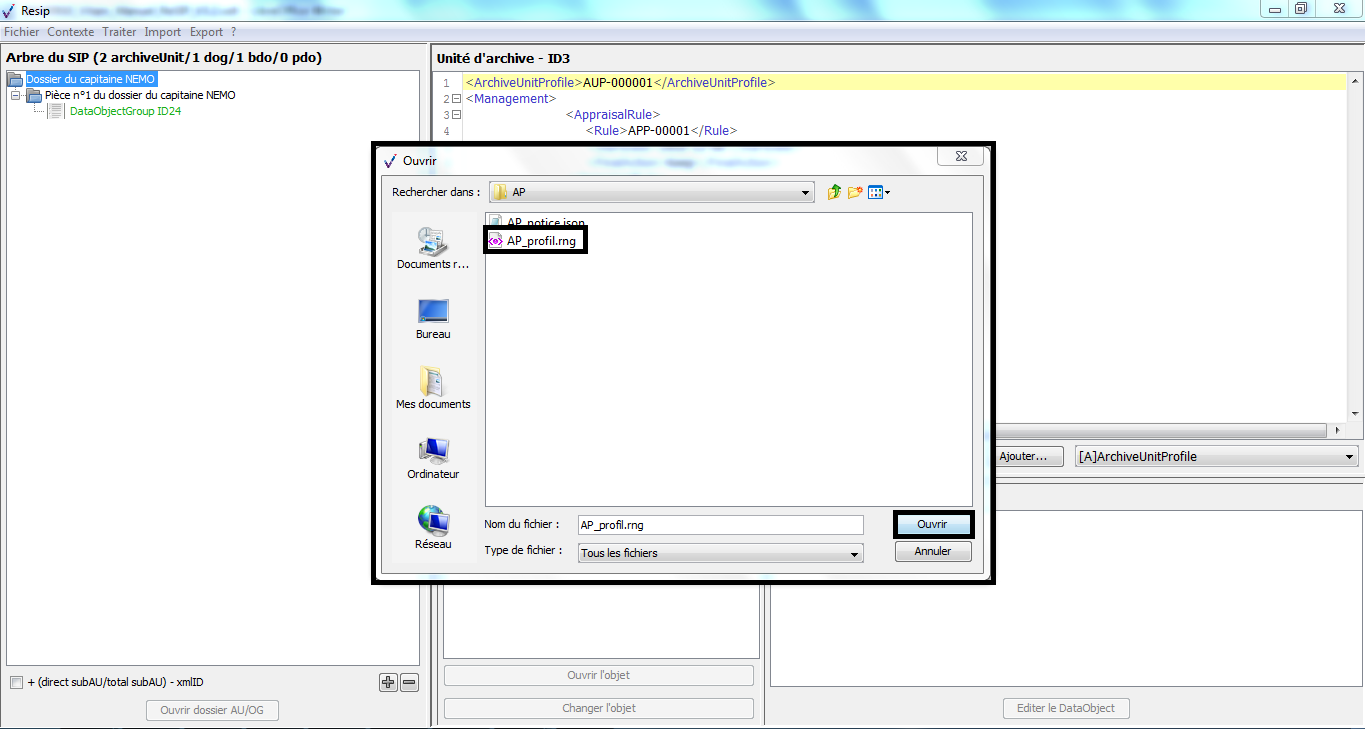 Resip
Fichier Contexte Traiter Import Export ?
Arbre du SIP (2 archiveUnit/1 dog/1 bdo/0 pdo)
Dossier du capitaine NEMO
Pièce n°1 du dossier du capitaine NEMO
DataObjectGroup ID24
+ (direct subAU/total subAU) - xmlID
Ouvrir dossier AU/OG
Unité d'archive - ID3
1 <ArchiveUnitProfile>AUP-000001</ArchiveUnitProfile>
2 <Management>
3 <AppraisalRule>
4 <Rule>APP-00001</Rule>
Ouvrir
Rechercher dans : AP
AP_notice.json
AP_profil.rng
Documents r...
Bureau
Mes documents
Ordinateur
Réseau
Nom du fichier : AP_profil.rng
Ouvrir
Type de fichier : Tous les fichiers
Annuler
Ajouter... [A]ArchiveUnitProfile
Ouvrir l'objet
Changer l'objet
Editer le DataObject